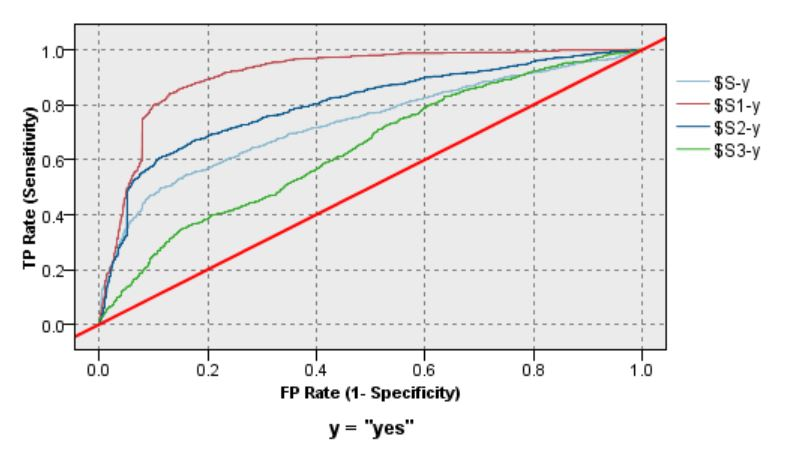 1.0
0.8
0.6
0.4
0.2
0.0
TP Rate (Sensitivity)
0.0 0.2 0.4 0.6 0.8 1.0
FP Rate (1- Specificity)
y = "yes"
$S-y
$S1-y
$S2-y
$S3-y